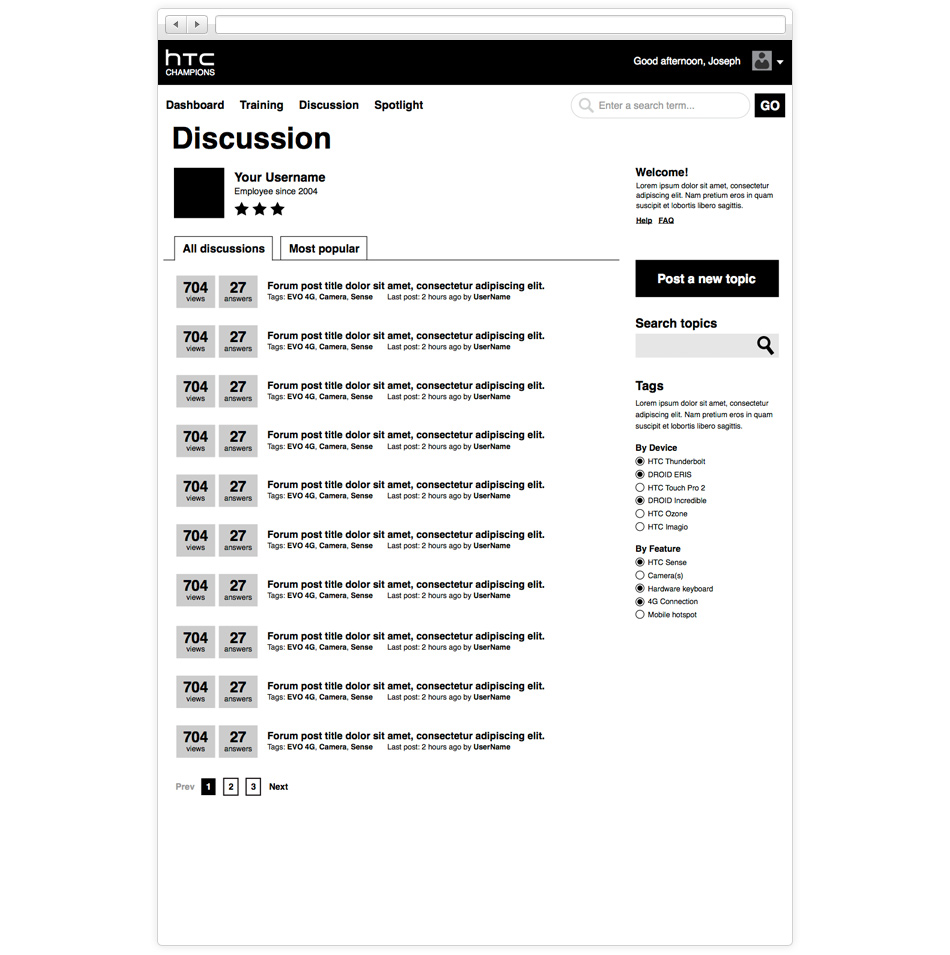 hTC
CHAMPIONS
Good afternoon, Joseph
Dashboard Training Discussion Spotlight
Enter a search term...
GO
Discussion
Your Username
Employee since 2004
All discussions
Most popular
704 views
27 answers
Forum post title dolor sit amet, consectetur adipiscing elit.
Tags: EVO 4G, Camera, Sense Last post: 2 hours ago by UserName
704 views
27 answers
Forum post title dolor sit amet, consectetur adipiscing elit.
Tags: EVO 4G, Camera, Sense Last post: 2 hours ago by UserName
704 views
27 answers
Forum post title dolor sit amet, consectetur adipiscing elit.
Tags: EVO 4G, Camera, Sense Last post: 2 hours ago by UserName
704 views
27 answers
Forum post title dolor sit amet, consectetur adipiscing elit.
Tags: EVO 4G, Camera, Sense Last post: 2 hours ago by UserName
704 views
27 answers
Forum post title dolor sit amet, consectetur adipiscing elit.
Tags: EVO 4G, Camera, Sense Last post: 2 hours ago by UserName
704 views
27 answers
Forum post title dolor sit amet, consectetur adipiscing elit.
Tags: EVO 4G, Camera, Sense Last post: 2 hours ago by UserName
704 views
27 answers
Forum post title dolor sit amet, consectetur adipiscing elit.
Tags: EVO 4G, Camera, Sense Last post: 2 hours ago by UserName
704 views
27 answers
Forum post title dolor sit amet, consectetur adipiscing elit.
Tags: EVO 4G, Camera, Sense Last post: 2 hours ago by UserName
704 views
27 answers
Forum post title dolor sit amet, consectetur adipiscing elit.
Tags: EVO 4G, Camera, Sense Last post: 2 hours ago by UserName
704 views
27 answers
Forum post title dolor sit amet, consectetur adipiscing elit.
Tags: EVO 4G, Camera, Sense Last post: 2 hours ago by UserName
Prev 1 2 3 Next
Welcome!
Lorem ipsum dolor sit amet, consectetur
adipiscing elit. Nam pretium eros in quam
suscipit et lobortis libero sagittis.
Help FAQ
Post a new topic
Search topics
Tags
Lorem ipsum dolor sit amet, consectetur
adipiscing elit. Nam pretium eros in quam
suscipit et lobortis libero sagittis.
By Device
HTC Thunderbolt
DROID ERIS
HTC Touch Pro 2
DROID Incredible
HTC Ozone
HTC Imagio
By Feature
HTC Sense
Camera(s)
Hardware keyboard
4G Connection
Mobile hotspot